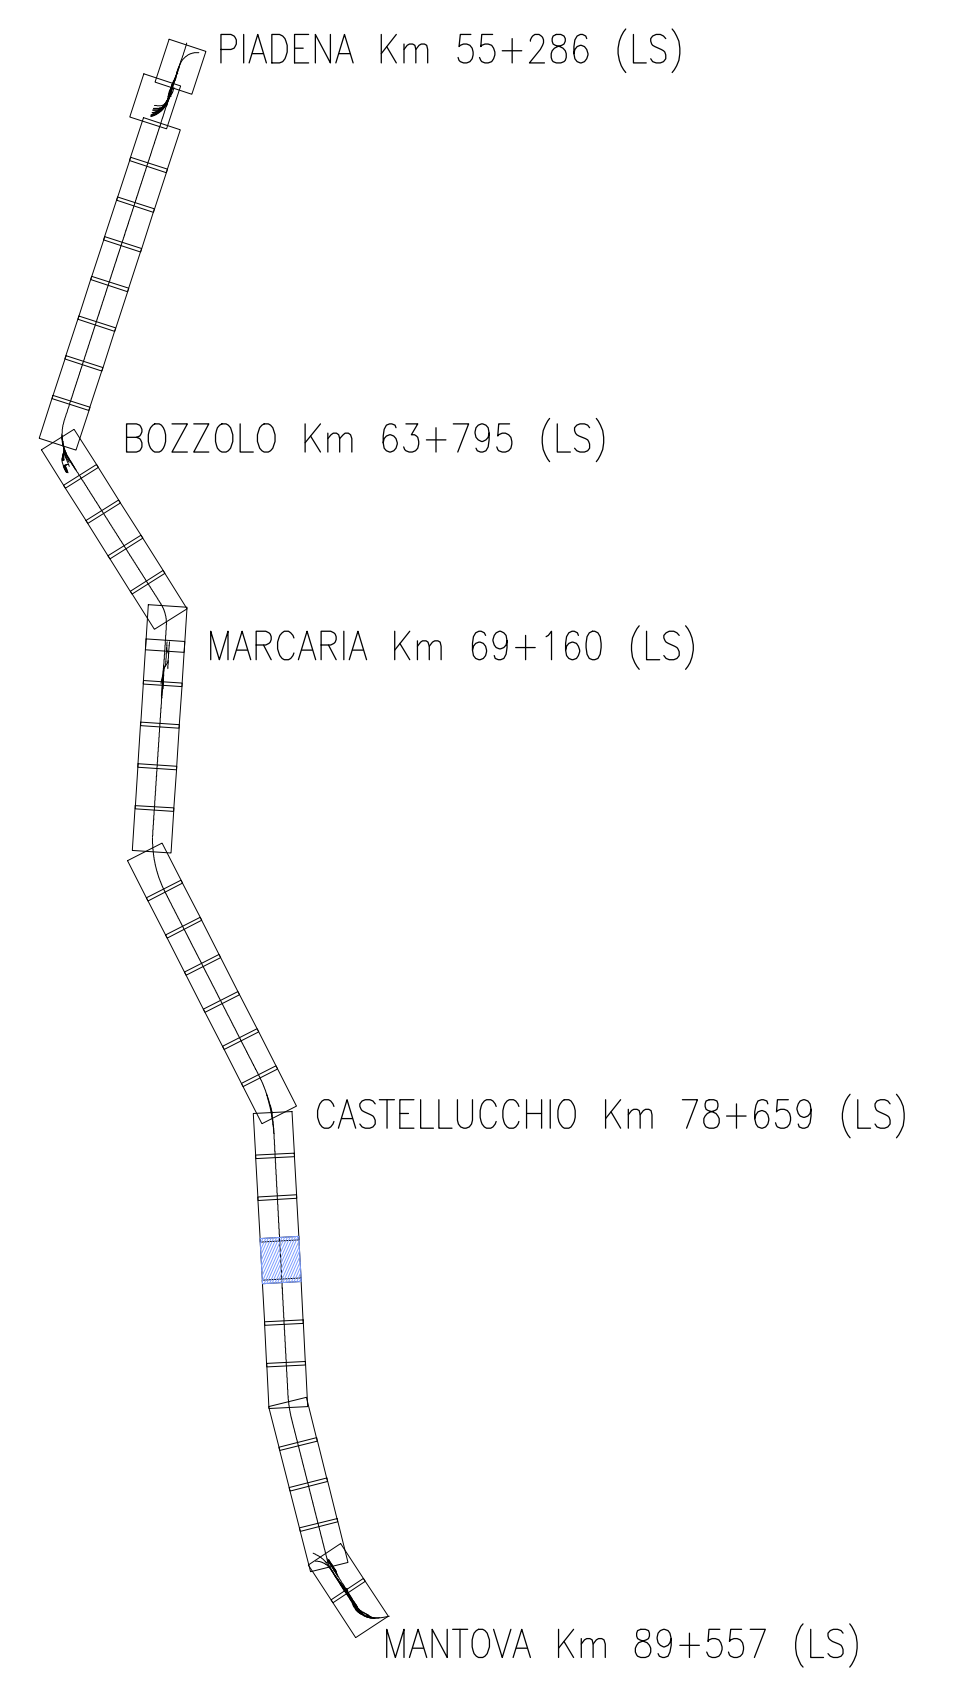 PIADENA Km 55+286 (LS)
BOZZOLO Km 63+795 (LS)
MARCARIA Km 69+160 (LS)
CASTELLUCCHIO Km 78+659 (LS)
MANTOVA Km 89+557 (LS)